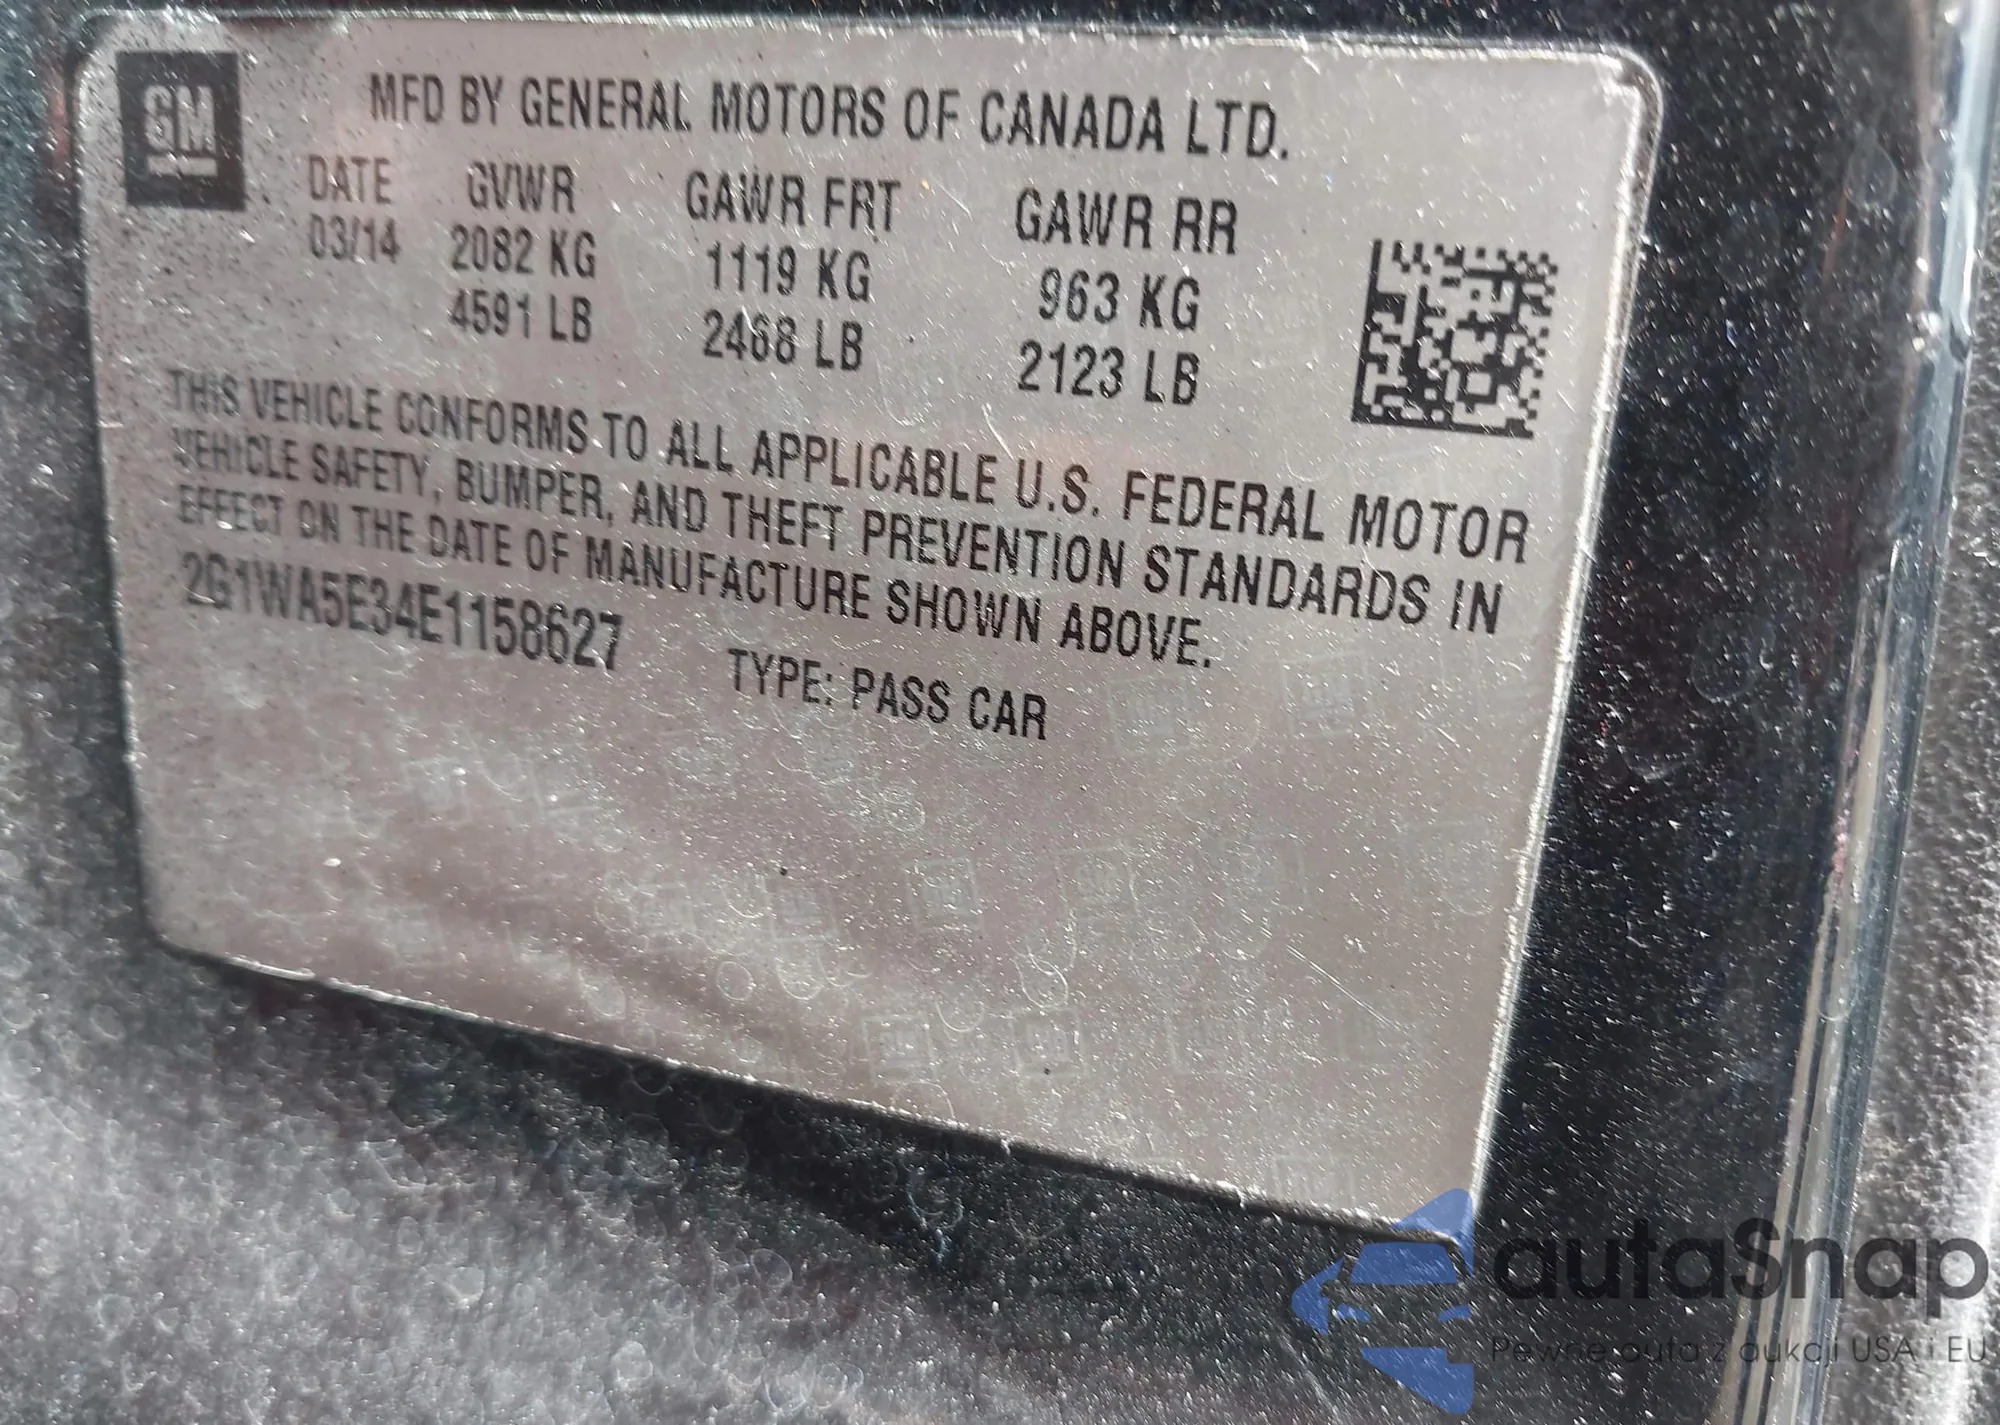 GM
MFD BY GENERAL MOTORS OF CANADA LTD.
DATE GVWR GAWR FRT GAWR RR
03/14 2082 KG 1119 KG 963 KG
4591 LB 2468 LB 2123 LB
THIS VEHICLE CONFORMS TO ALL APPLICABLE U.S. FEDERAL MOTOR
VEHICLE SAFETY, BUMPER, AND THEFT PREVENTION STANDARDS IN
EFFECT ON THE DATE OF MANUFACTURE SHOWN ABOVE.
2G1WA5E34E1158627 TYPE: PASS CAR
autaSnap
Pewne auta z aukcji USA i EU